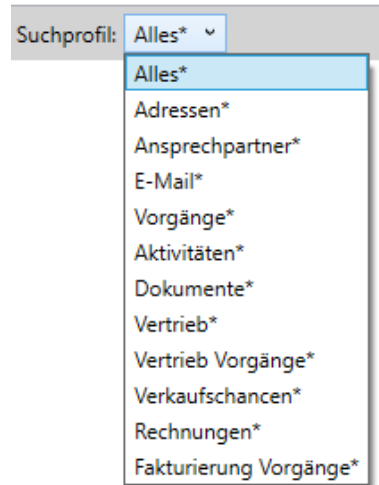 Suchprofil: Alles*
Alles*
Adressen*
Ansprechpartner*
E-Mail*
Vorgänge*
Aktivitäten*
Dokumente*
Vertrieb*
Vertrieb Vorgänge*
Verkaufschancen*
Rechnungen*
Fakturierung Vorgänge*